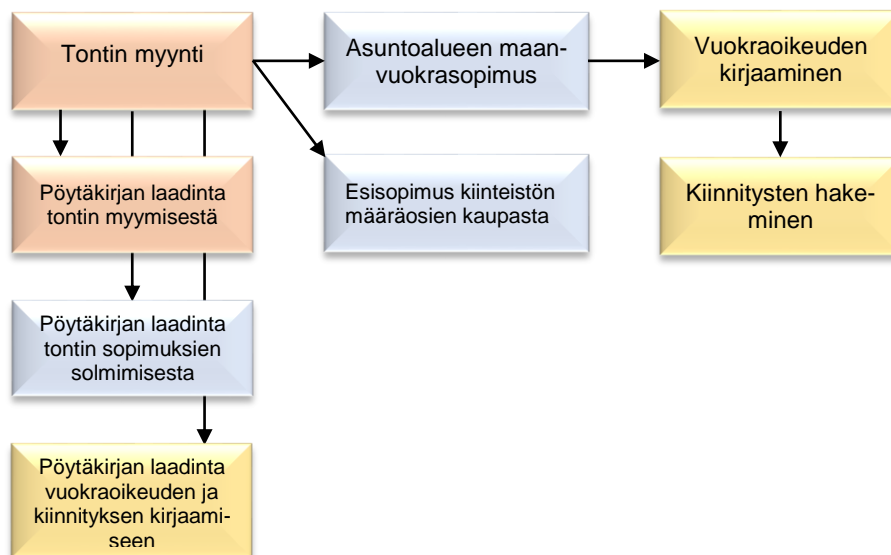 Tontin myynti
Asuntoalueen maan-
vuokrasopimus
Vuokraoikeuden
kirjaaminen
Pöytäkirjan laadinta
tontin myymisestä
Esisopimus kiinteistön
määräosien kaupasta
Kiinnitysten hake-
minen
Pöytäkirjan laadinta
tontin sopimuksien
solmimisesta
Pöytäkirjan laadinta
vuokraoikeuden ja
kiinnityksen kirjaami-
seen